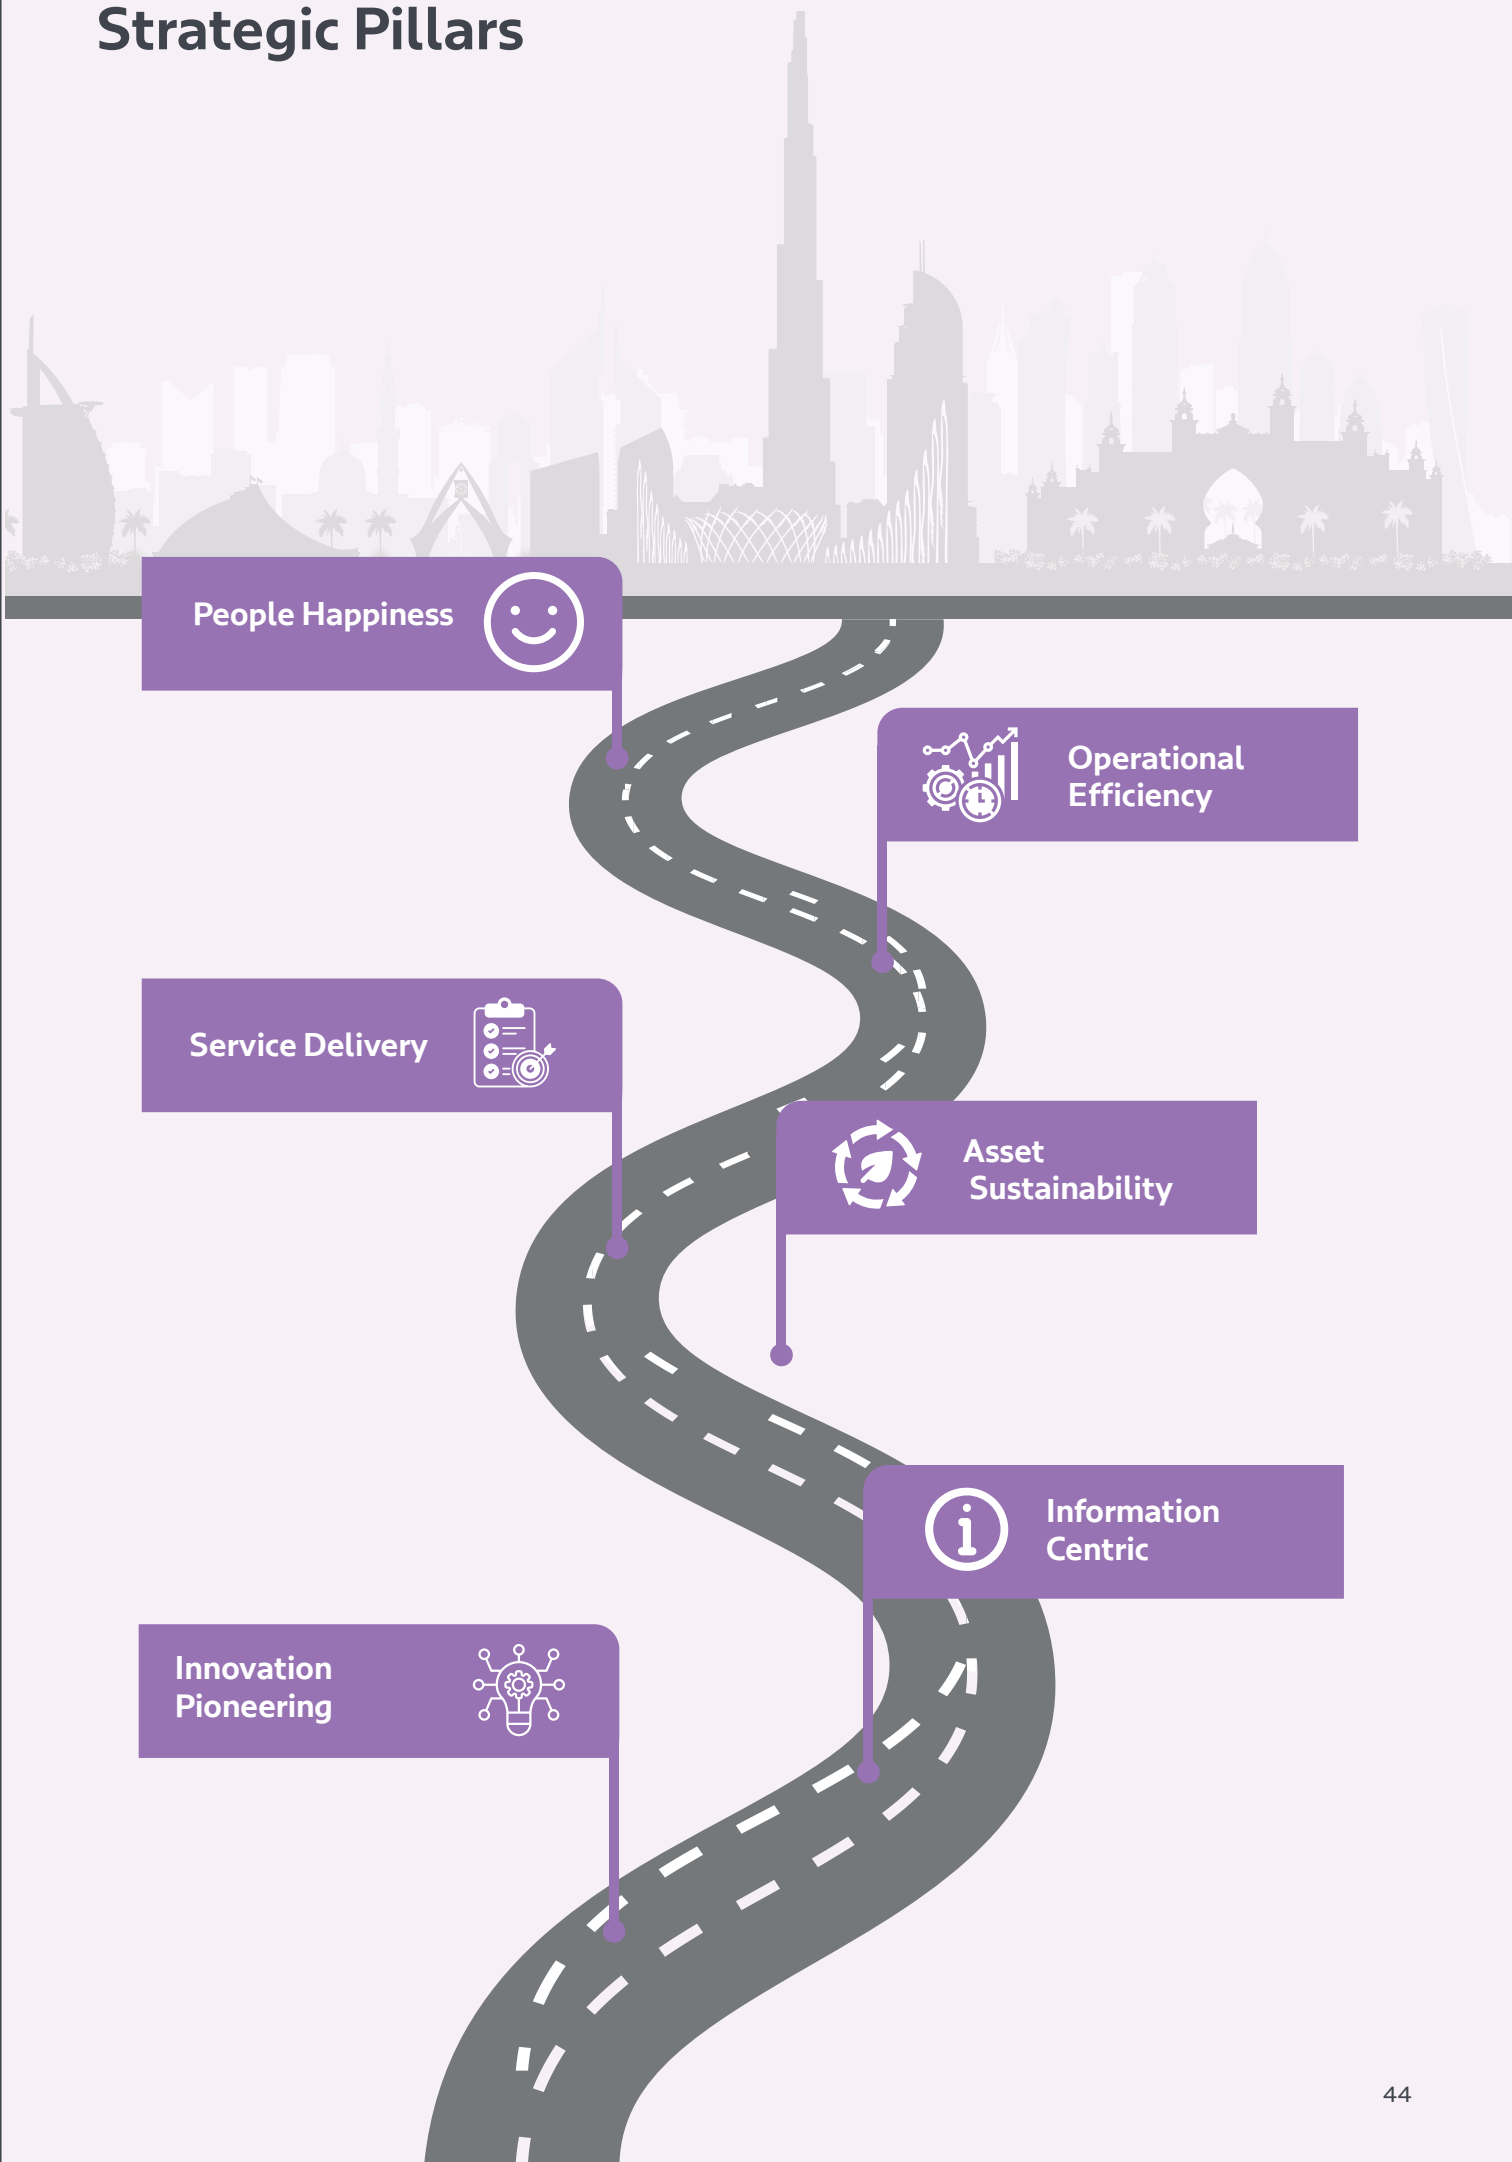 Strategic Pillars
People Happiness
Operational
Efficiency
Service Delivery
Asset
Sustainability
Information
Centric
Innovation
Pioneering
44